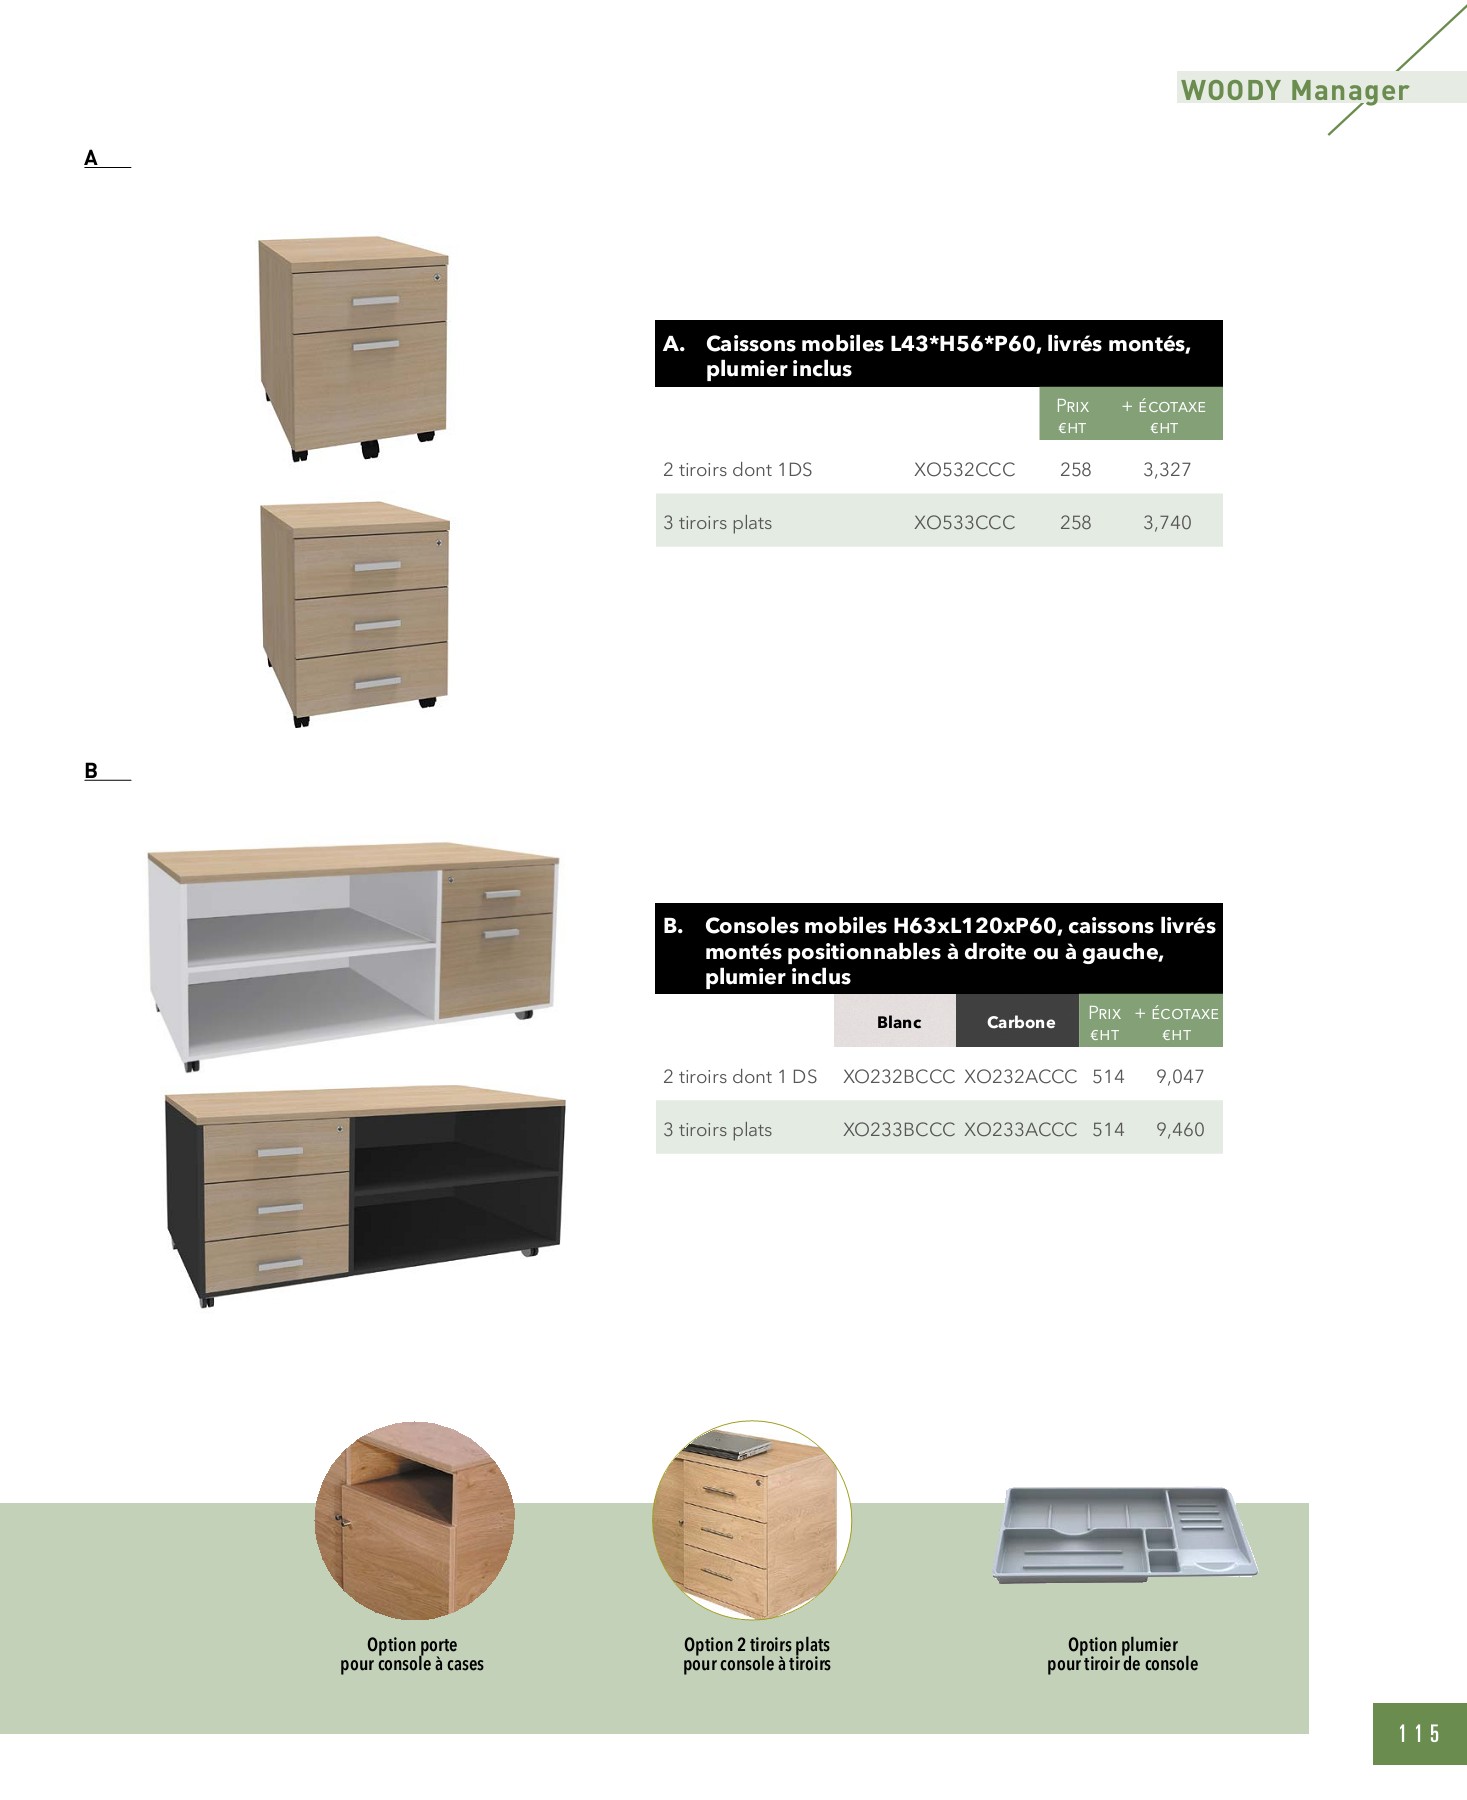 WOODY Manager
A
A. Caissons mobiles L43*H56*P60, livrés montés,
plumier inclus
Prix + écotaxe
€HT €HT
2 tiroirs dont 1DS XO532CCC 258 3,327
3 tiroirs plats XO533CCC 258 3,740
B
B. Consoles mobiles H63xL120xP60, caissons livrés
montés positionnables à droite ou à gauche,
plumier inclus
Blanc Carbone Prix + écotaxe
€HT €HT
2 tiroirs dont 1 DS XO232BCCC XO232ACCC 514 9,047
3 tiroirs plats XO233BCCC XO233ACCC 514 9,460
Option porte
pour console à cases
Option 2 tiroirs plats
pour console à tiroirs
Option plumier
pour tiroir de console
115